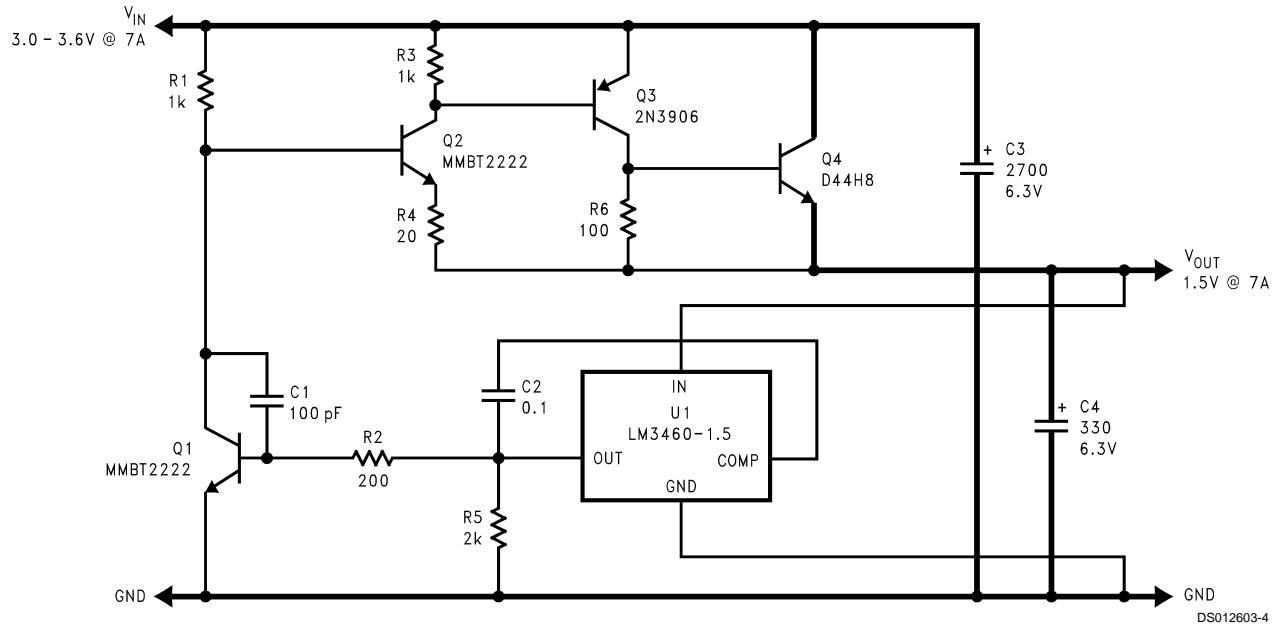 VIN
3.0 – 3.6V @ 7A
R1
1k
R3
1k
Q3
2N3906
Q2
MMBT2222
Q4
D44H8
+ C3
2700
6.3V
R4
20
R6
100
VOUT
1.5V @ 7A
C1
100 pF
C2
0.1
IN
U1
LM3460-1.5
OUT
COMP
GND
+ C4
330
6.3V
Q1
MMBT2222
R2
200
R5
2k
GND
GND
DS012603-4